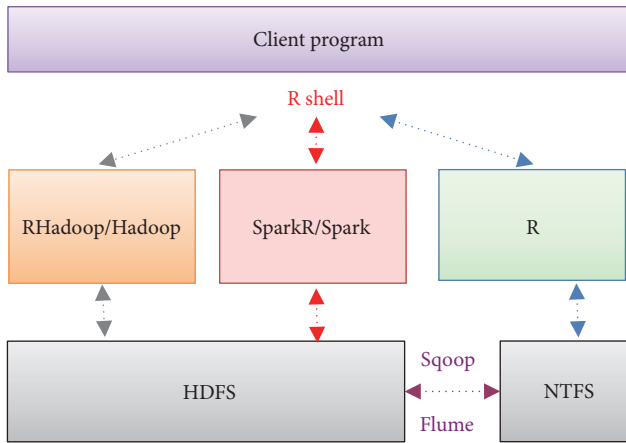 Client program
R shell
RHadoop/Hadoop
SparkR/Spark
R
HDFS
Sqoop
Flume
NTFS